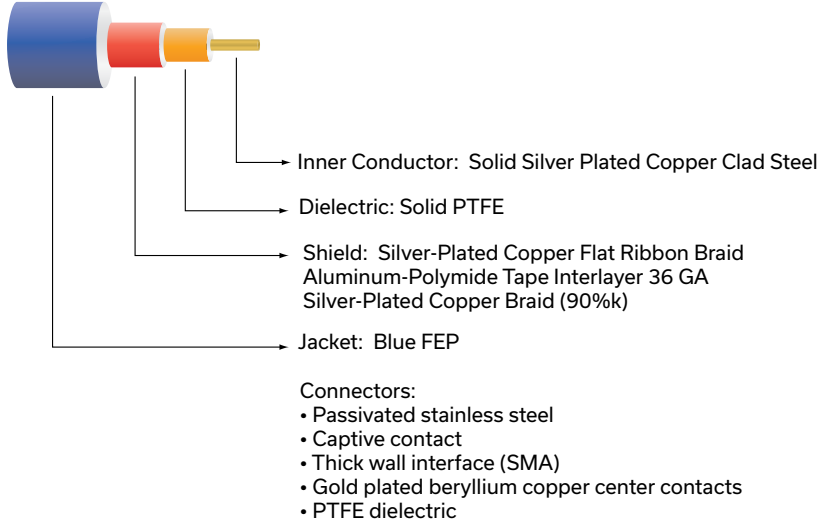 Inner Conductor: Solid Silver Plated Copper Clad Steel
Dielectric: Solid PTFE
Shield: Silver-Plated Copper Flat Ribbon Braid
Aluminum-Polymide Tape Interlayer 36 GA
Silver-Plated Copper Braid (90%k)
Jacket: Blue FEP
Connectors:
• Passivated stainless steel
• Captive contact
• Thick wall interface (SMA)
• Gold plated beryllium copper center contacts
• PTFE dielectric